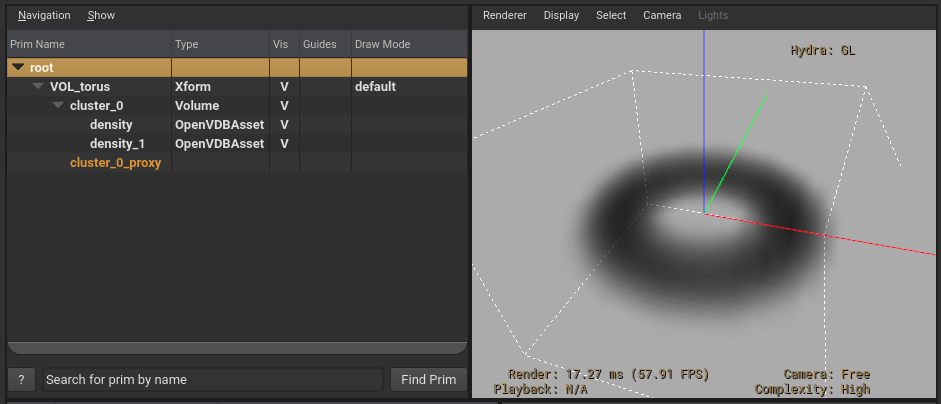 Navigation Show
Renderer Display Select Camera Lights
Prim Name Type Vis Guides Draw Mode
root
VOL_torus Xform V default
cluster_0 Volume V
density OpenVDBAsset V
density_1 OpenVDBAsset V
cluster_0_proxy
? Search for prim by name Find Prim
Hydra: GL
Render: 17.27 ms (57.91 FPS) Camera: Free
Playback: N/A Complexity: High